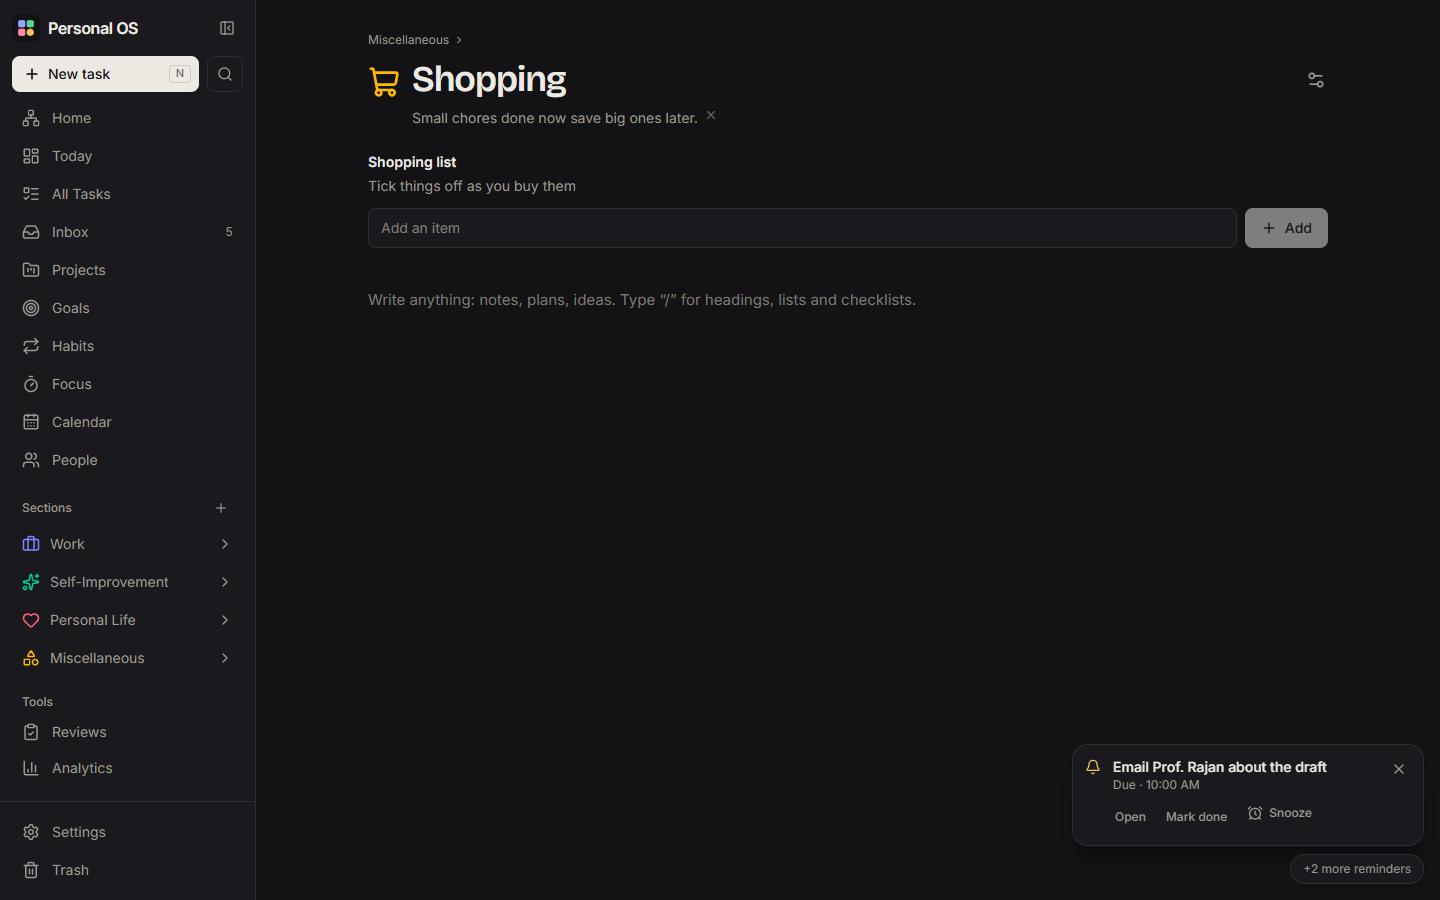 Personal OS
New task N
Home
Today
All Tasks
Inbox 5
Projects
Goals
Habits
Focus
Calendar
People
Sections
Work
Self-Improvement
Personal Life
Miscellaneous
Tools
Reviews
Analytics
Settings
Trash
Miscellaneous
Shopping
Small chores done now save big ones later.
Shopping list
Tick things off as you buy them
Add an item
Add
Write anything: notes, plans, ideas. Type “/” for headings, lists and checklists.
Email Prof. Rajan about the draft
Due · 10:00 AM
Open Mark done Snooze
+2 more reminders